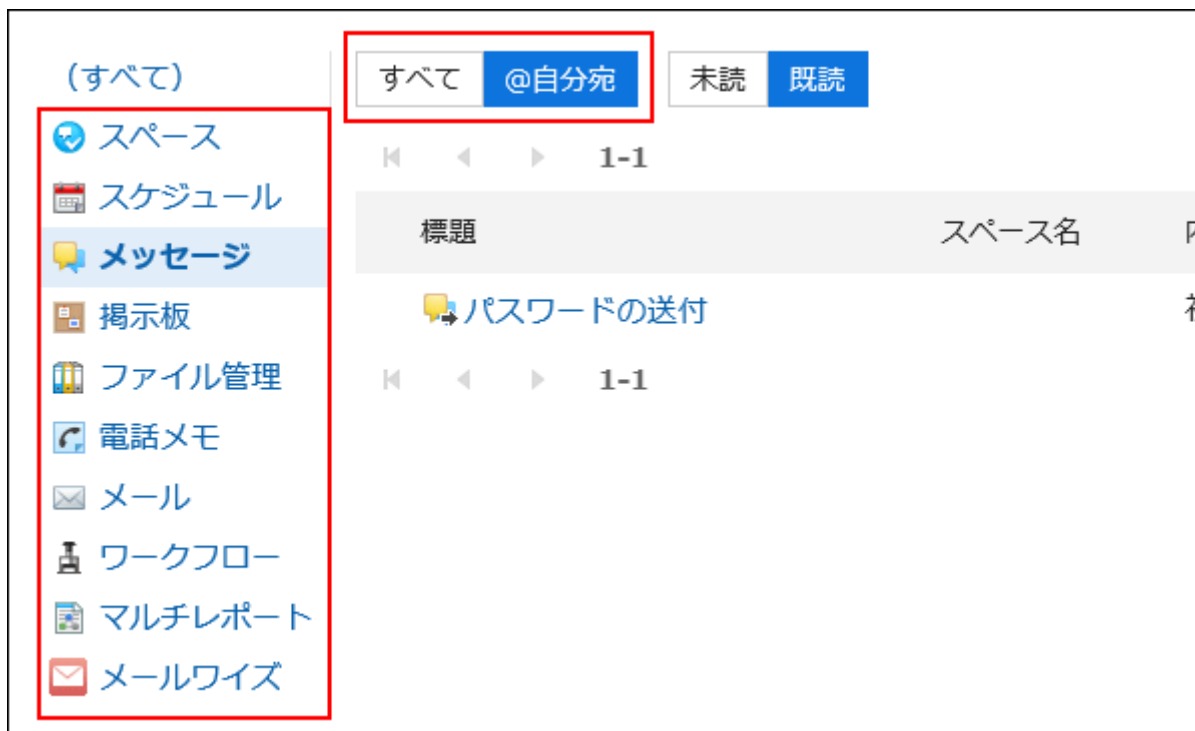 (すべて)
すべて @自分宛 未読 既読
スペース
スケジュール
メッセージ
掲示板
ファイル管理
電話メモ
メール
ワークフロー
マルチレポート
メールワイズ
1-1
標題 スペース名
パスワードの送付
1-1